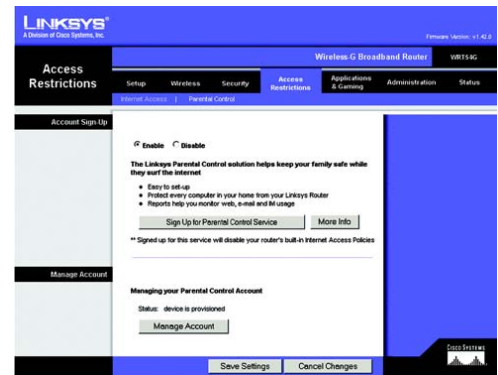 LINKSYS®
A Division of Cisco Systems, Inc.
Firmware Version: v1.42.0
Wireless-G Broadband Router WRT54G
Access Restrictions
Setup Wireless Security Access Restrictions Applications & Gaming Administration Status
Internet Access | Parental Control
Account Sign-Up
Enable Disable
The Linksys Parental Control solution helps keep your family safe while
they surf the internet
Easy to set-up
Protect every computer in your home from your Linksys Router
Reports help you monitor web, e-mail and IM usage
Sign Up for Parental Control Service More Info
** Signed up for this service will disable your router's built-in Internet Access Policies
Manage Account
Managing your Parental Control Account
Status: device is provisioned
Manage Account
Save Settings Cancel Changes
CISCO SYSTEMS